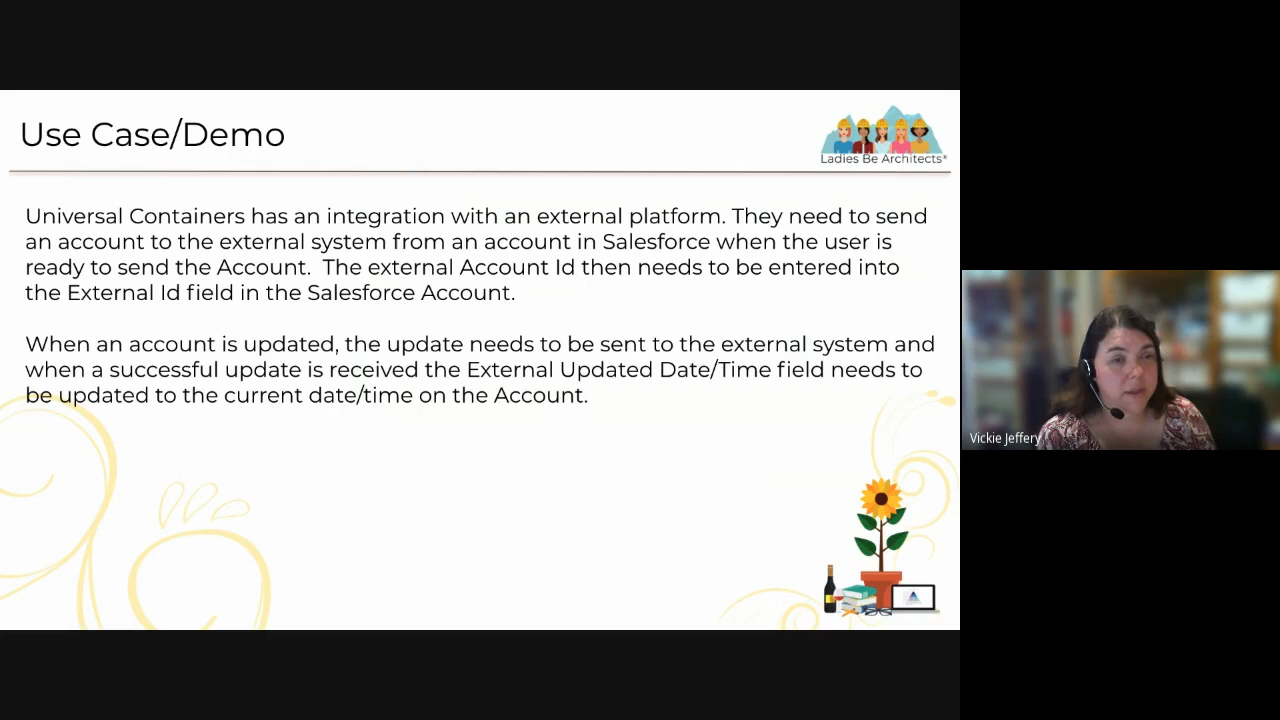 Use Case/Demo
Ladies Be Architects®
Universal Containers has an integration with an external platform. They need to send
an account to the external system from an account in Salesforce when the user is
ready to send the Account.  The external Account Id then needs to be entered into
the External Id field in the Salesforce Account.
When an account is updated, the update needs to be sent to the external system and
when a successful update is received the External Updated Date/Time field needs to
be updated to the current date/time on the Account.
Vickie Jeffery